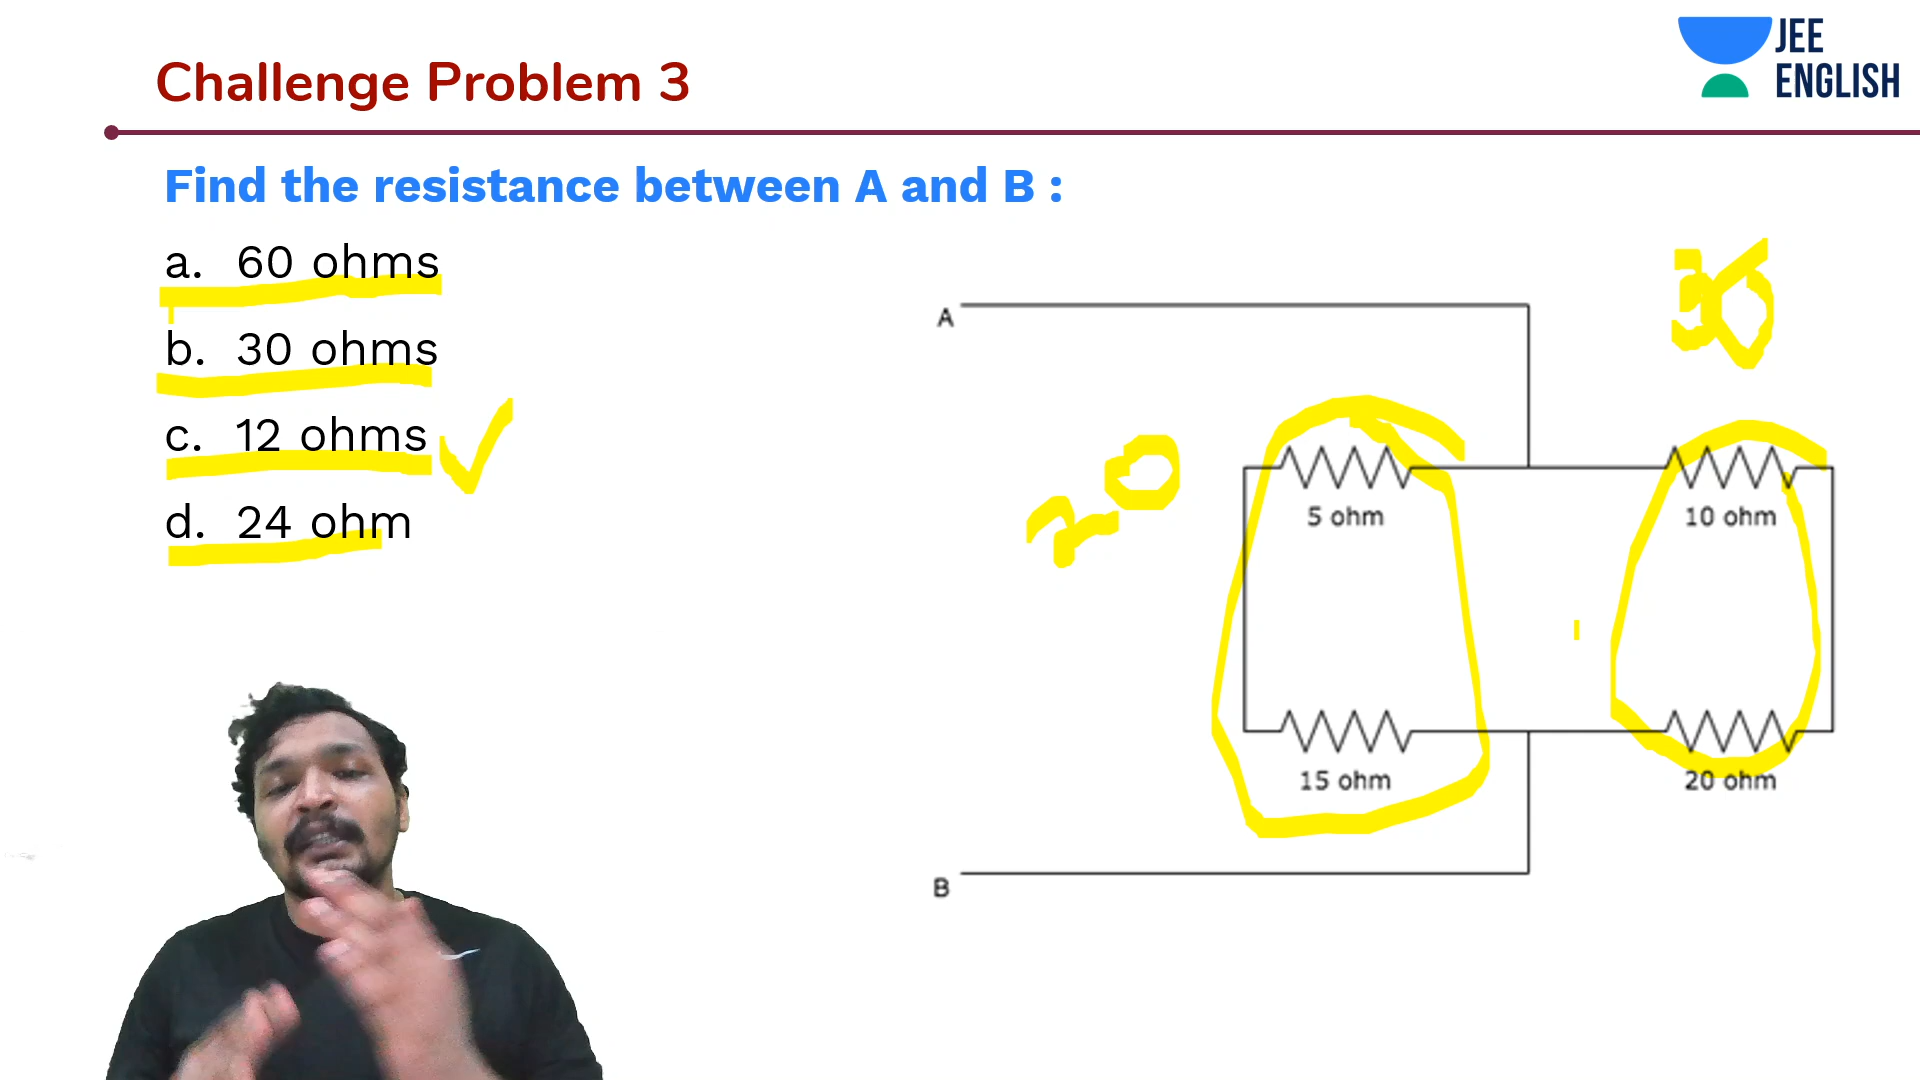 JEE
ENGLISH
Challenge Problem 3
Find the resistance between A and B :
a. 60 ohms
b. 30 ohms
c. 12 ohms
d. 24 ohm
30
A
20
5 ohm
10 ohm
15 ohm
20 ohm
B